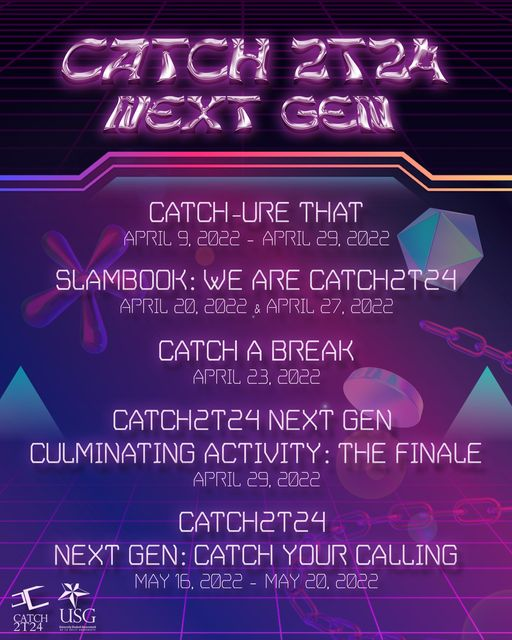 CATCH 2T24
NEXT GEN
CATCH-URE THAT
APRIL 9, 2022 - APRIL 29, 2022
SLAMBOOK: WE ARE CATCH2T24
APRIL 20, 2022 & APRIL 27, 2022
CATCH A BREAK
APRIL 23, 2022
CATCH2T24 NEXT GEN
CULMINATING ACTIVITY: THE FINALE
APRIL 29, 2022
CATCH2T24
NEXT GEN: CATCH YOUR CALLING
MAY 16, 2022 - MAY 20, 2022
CATCH
2T24
USG